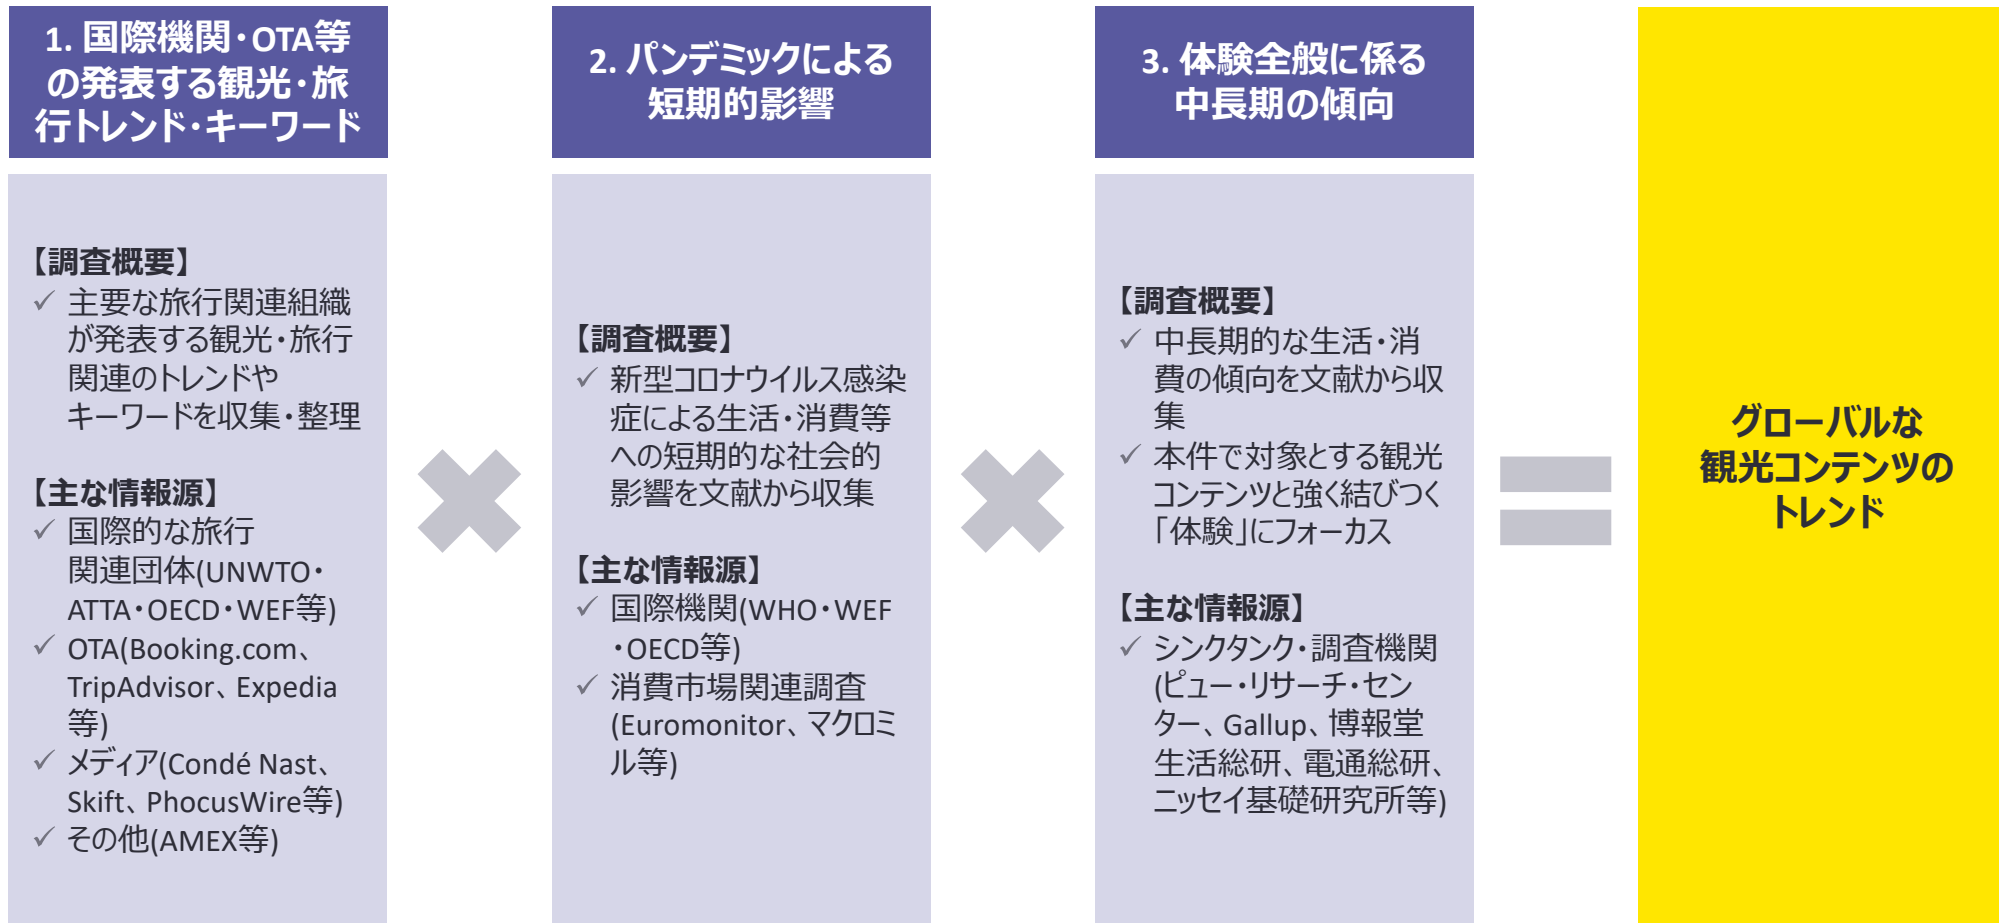 1. 国際機関・OTA等
の発表する観光・旅
行トレンド・キーワード
【調査概要】
✓ 主要な旅行関連組織
が発表する観光・旅行
関連のトレンドや
キーワードを収集・整理
【主な情報源】
✓ 国際的な旅行
関連団体(UNWTO・
ATTA・OECD・WEF等)
✓ OTA(Booking.com、
TripAdvisor、Expedia
等)
✓ メディア(Condé Nast、
Skift、PhocusWire等)
✓ その他(AMEX等)
2. パンデミックによる
短期的影響
【調査概要】
✓ 新型コロナウイルス感染
症による生活・消費等
への短期的な社会的
影響を文献から収集
【主な情報源】
✓ 国際機関(WHO・WEF
・OECD等)
✓ 消費市場関連調査
(Euromonitor、マクロミ
ル等)
3. 体験全般に係る
中長期の傾向
【調査概要】
✓ 中長期的な生活・消
費の傾向を文献から収
集
✓ 本件で対象とする観光
コンテンツと強く結びつく
「体験」にフォーカス
【主な情報源】
✓ シンクタンク・調査機関
(ピュー・リサーチ・セン
ター、Gallup、博報堂
生活総研、電通総研、
ニッセイ基礎研究所等)
グローバルな
観光コンテンツの
トレンド